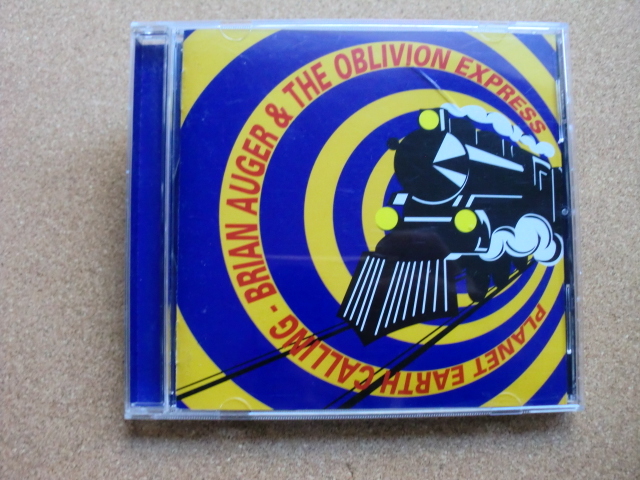 BRIAN AUGER & THE OBLIVION EXPRESS
PLANET EARTH CALLING -